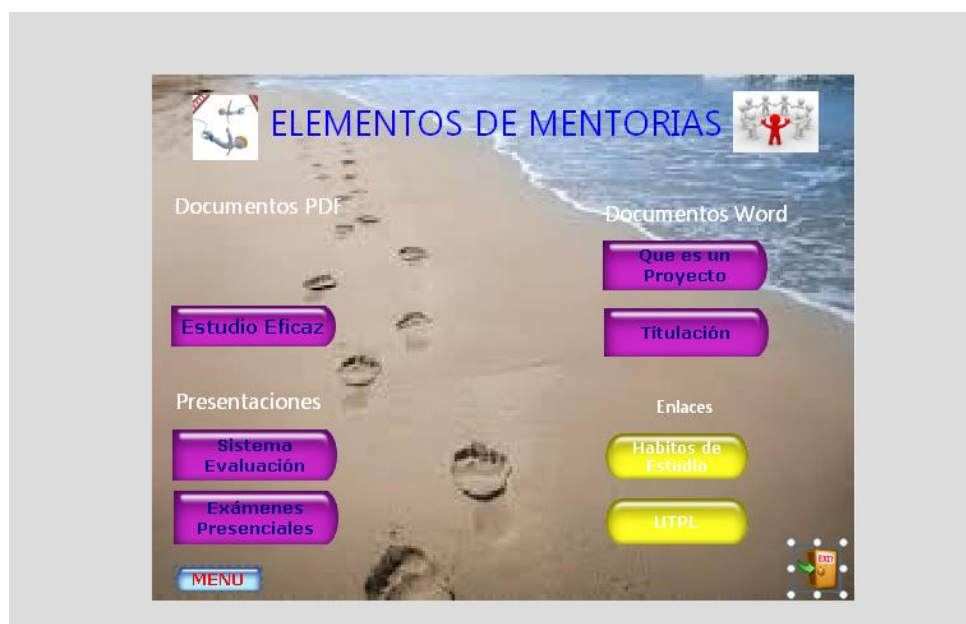 ELEMENTOS DE MENTORIAS
Documentos PDF
Documentos Word
Que es un
Proyecto
Estudio Eficaz
Titulación
Presentaciones
Enlaces
Sistema
Evaluación
Habitos de
Estudio
Exámenes
Presenciales
UTPL
MENU
EXIT